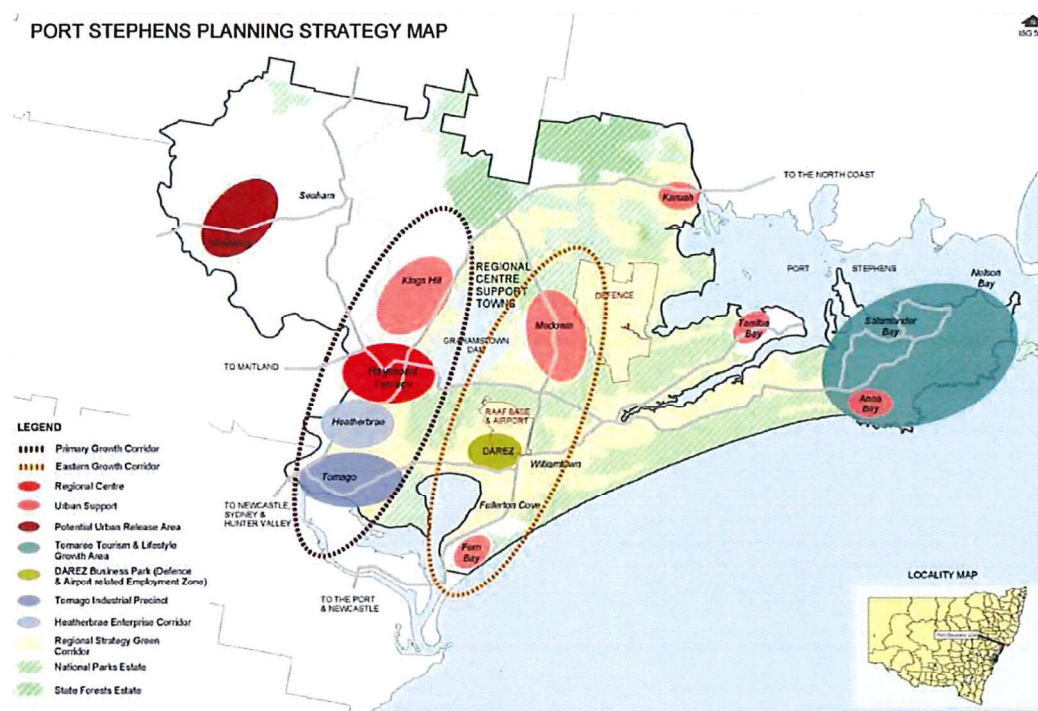 PORT STEPHENS PLANNING STRATEGY MAP
TO THE NORTH COAST
Seaham
Karuah
REGIONAL
CENTRE
SUPPORT
TOWNS
Kings Hill
DEFENCE
PORT STEPHENS
Nelson
Bay
Medowie
Salamander
Bay
Tanilba
Bay
GRAHAMSTOWN
DAM
TO MAITLAND
Raymond
Terrace
Anna
Bay
RAAF BASE
& AIRPORT
Heatherbrae
DAREZ
Williamtown
Tomago
TO NEWCASTLE,
SYDNEY &
HUNTER VALLEY
Fullerton Cove
Fern
Bay
TO THE PORT
& NEWCASTLE
LEGEND
Primary Growth Corridor
Eastern Growth Corridor
Regional Centre
Urban Support
Potential Urban Release Area
Tomaree Tourism & Lifestyle
Growth Area
DAREZ Business Park (Defence
& Airport related Employment Zone)
Tomago Industrial Precinct
Heatherbrae Enterprise Corridor
Regional Strategy Green
Corridor
National Parks Estate
State Forests Estate
LOCALITY MAP